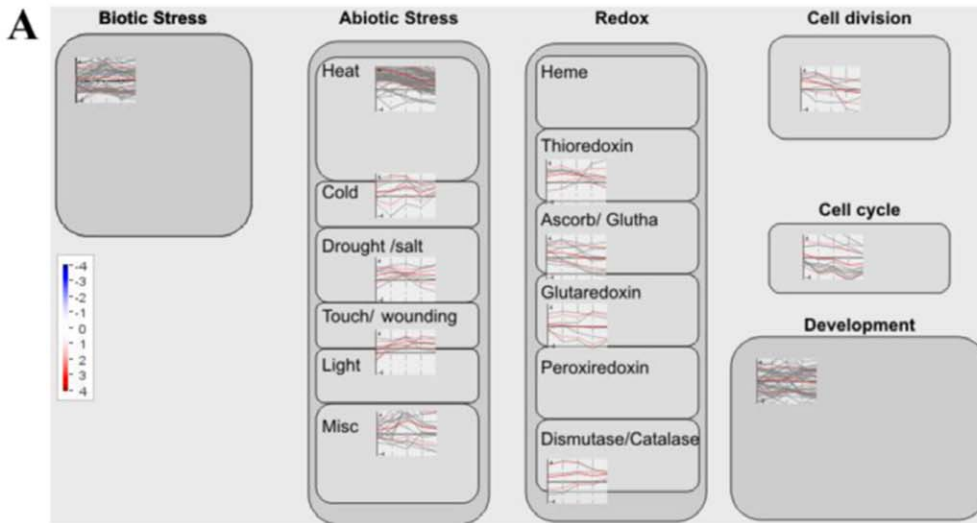 A
Biotic Stress
Abiotic Stress
Heat
Cold
Drought /salt
Touch/ wounding
Light
Misc
Redox
Heme
Thioredoxin
Ascorb/ Glutha
Glutaredoxin
Peroxiredoxin
Dismutase/Catalase
Cell division
Cell cycle
Development
-4
-3
-2
-1
0
1
2
3
4